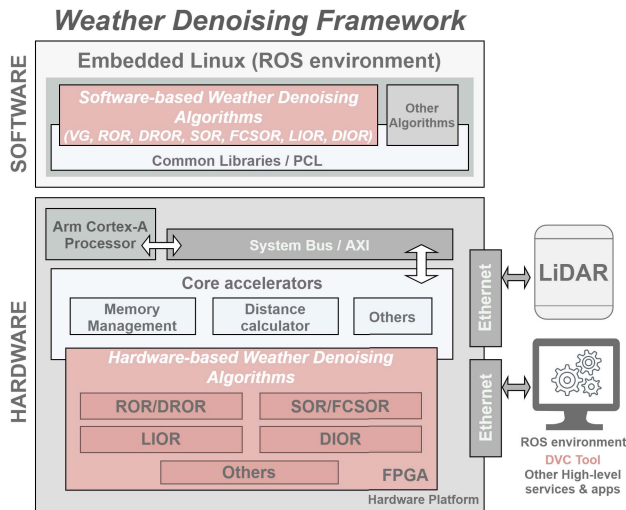 Weather Denoising Framework
SOFTWARE
Embedded Linux (ROS environment)
Software-based Weather Denoising
Algorithms
(VG, ROR, DROR, SOR, FCSOR, LIOR, DIOR)
Other
Algorithms
Common Libraries / PCL
HARDWARE
Arm Cortex-A
Processor
System Bus / AXI
Core accelerators
Memory
Management
Distance
calculator
Others
Hardware-based Weather Denoising
Algorithms
ROR/DROR
SOR/FCSOR
LIOR
DIOR
Others
FPGA
Hardware Platform
Ethernet
Ethernet
LiDAR
ROS environment
DVC Tool
Other High-level
services & apps